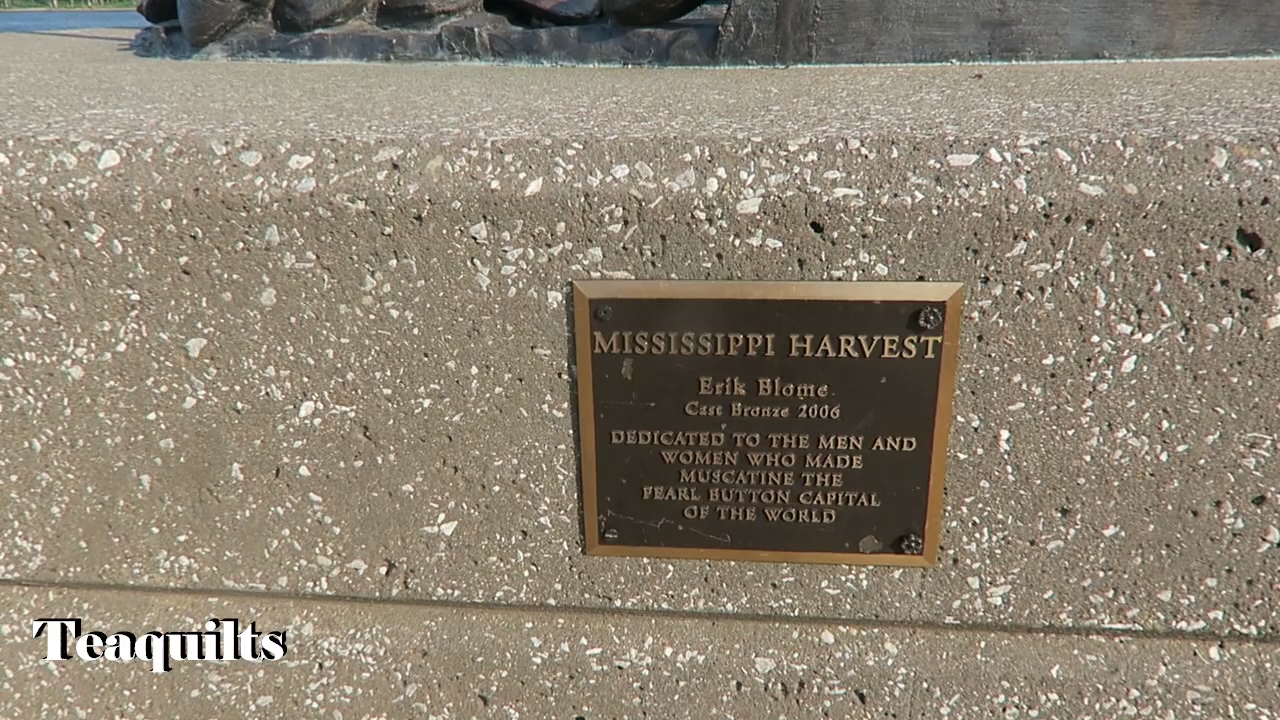 MISSISSIPPI HARVEST
Erik Blome
Cast Bronze 2006
DEDICATED TO THE MEN AND
WOMEN WHO MADE
MUSCATINE THE
PEARL BUTTON CAPITAL
OF THE WORLD
Teaquilts